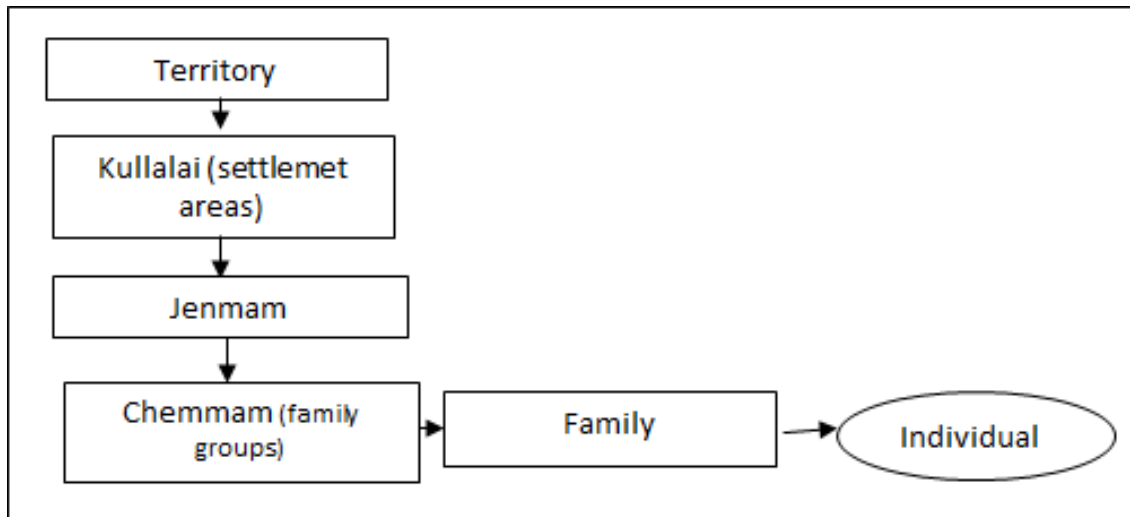 Territory
Kullalai (settlemet
areas)
Jenmam
Chemmam (family
groups)
Family
Individual